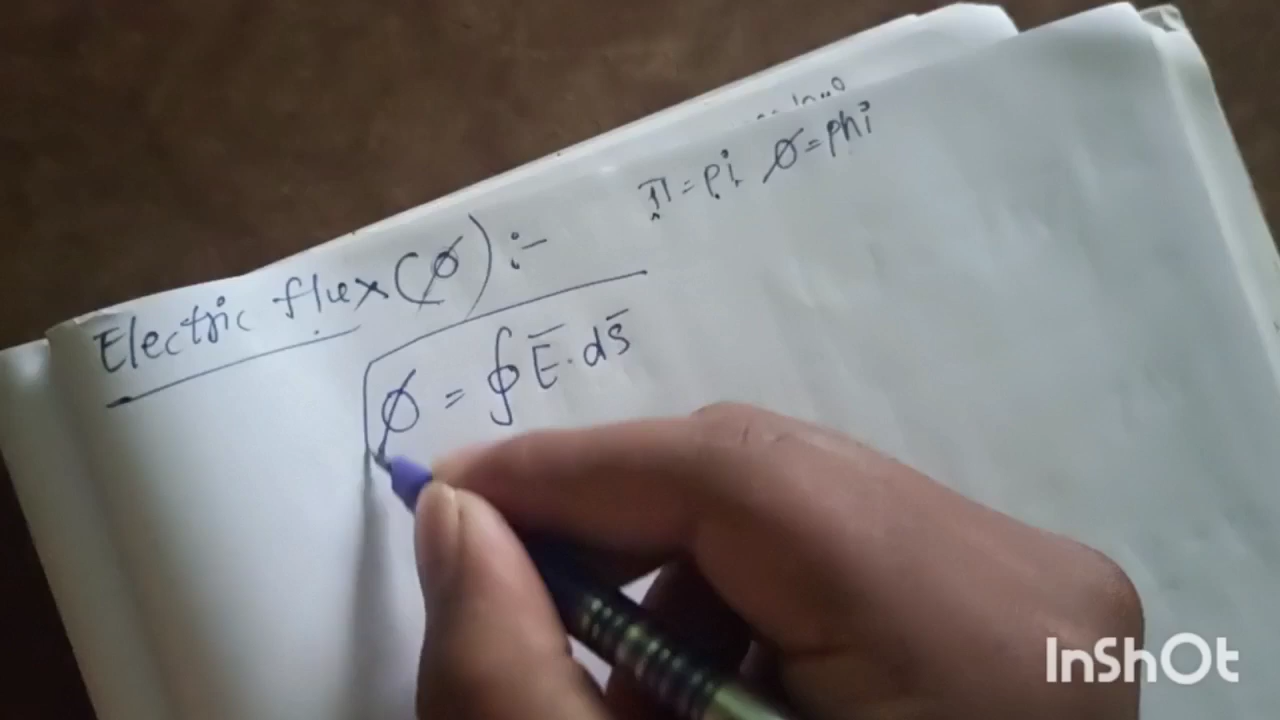 π = pi, ϕ = phi
Electric flux (ϕ) :-
ϕ = ∮ E̅ . dS̅
InShOt